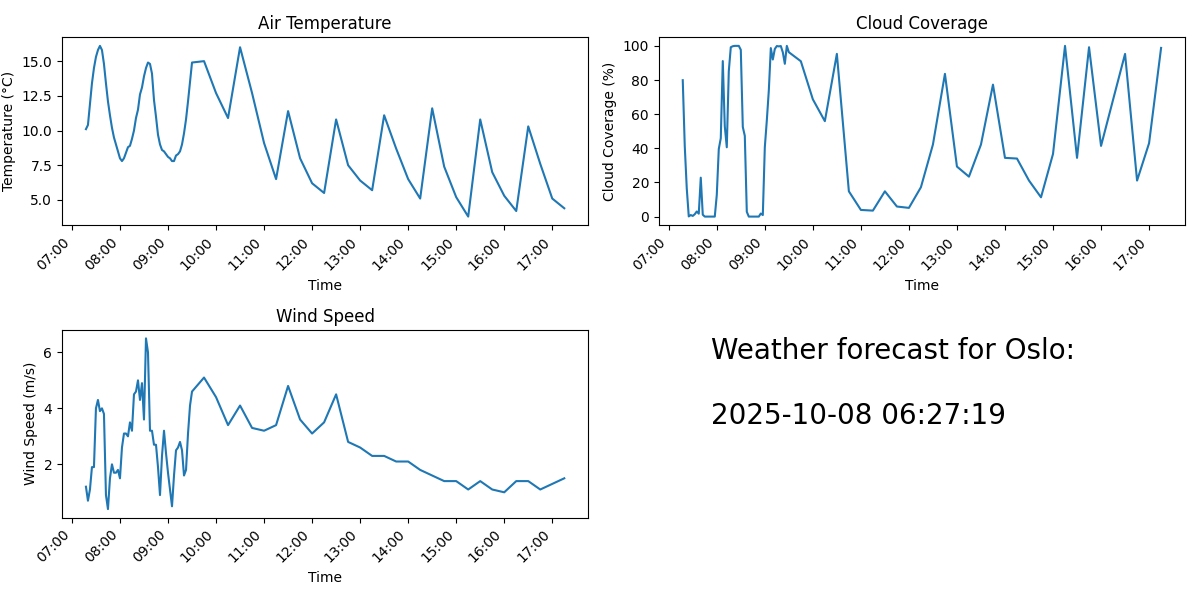 Air Temperature
Temperature (°C)
15.0
12.5
10.0
7.5
5.0
07:00 08:00 09:00 10:00 11:00 12:00 13:00 14:00 15:00 16:00 17:00
Time
Cloud Coverage
Cloud Coverage (%)
100
80
60
40
20
0
07:00 08:00 09:00 10:00 11:00 12:00 13:00 14:00 15:00 16:00 17:00
Time
Wind Speed
Wind Speed (m/s)
6
4
2
07:00 08:00 09:00 10:00 11:00 12:00 13:00 14:00 15:00 16:00 17:00
Time
Weather forecast for Oslo:
2025-10-08 06:27:19